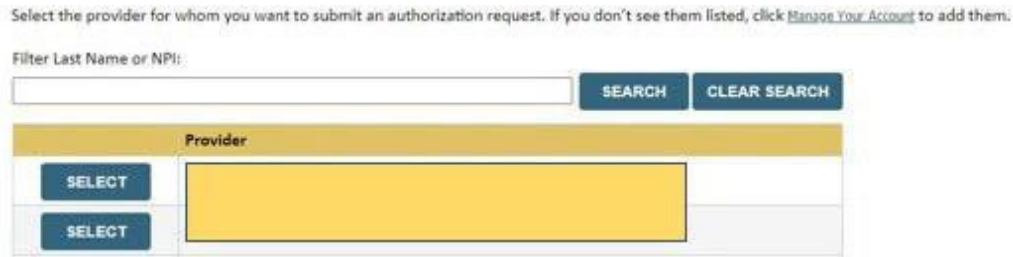 Select the provider for whom you want to submit an authorization request. If you don't see them listed, click Manage Your Account to add them.
Filter Last Name or NPI:
SEARCH CLEAR SEARCH
Provider
SELECT
SELECT